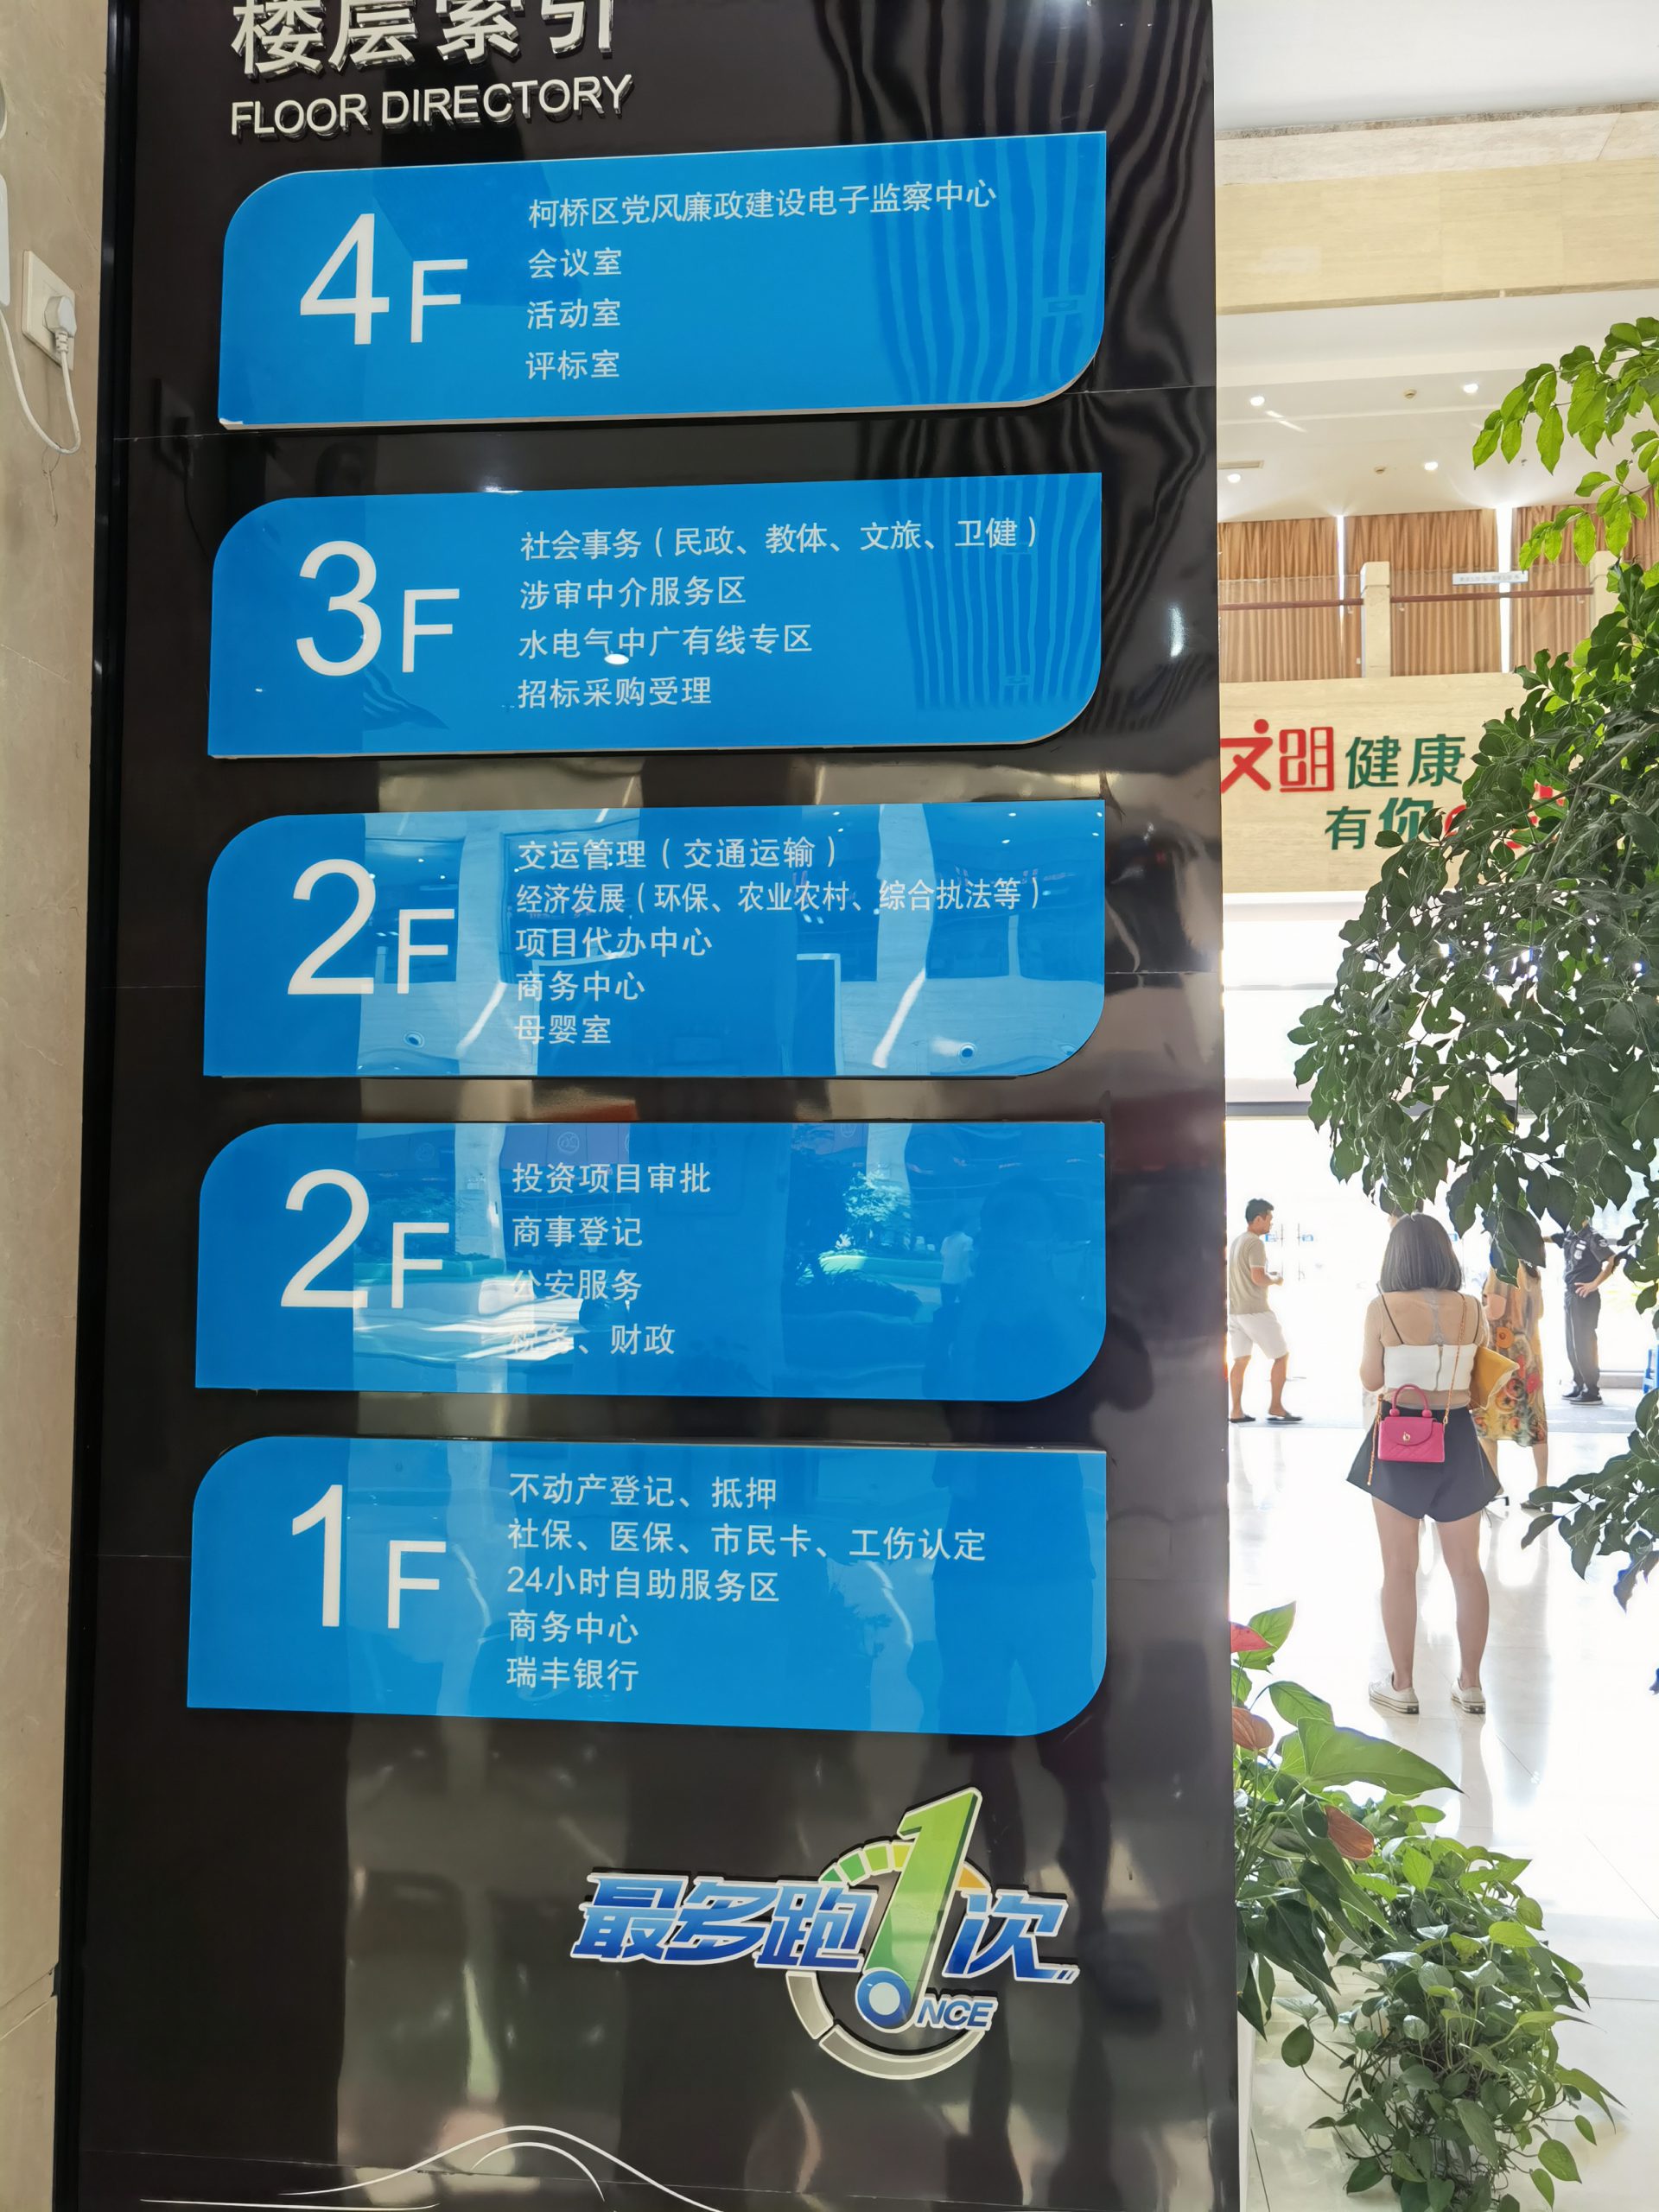 楼层索引
FLOOR DIRECTORY
4F
柯桥区党风廉政建设电子监察中心
会议室
活动室
评标室
3F
社会事务（民政、教体、文旅、卫健）
涉审中介服务区
水电气中广有线专区
招标采购受理
2F
交运管理（交通运输）
经济发展（环保、农业农村、综合执法等）
项目代办中心
商务中心
母婴室
2F
投资项目审批
商事登记
公安服务
税务、财政
1F
不动产登记、抵押
社保、医保、市民卡、工伤认定
24小时自助服务区
商务中心
瑞丰银行
最多跑1次
ONCE
文明健康
有你